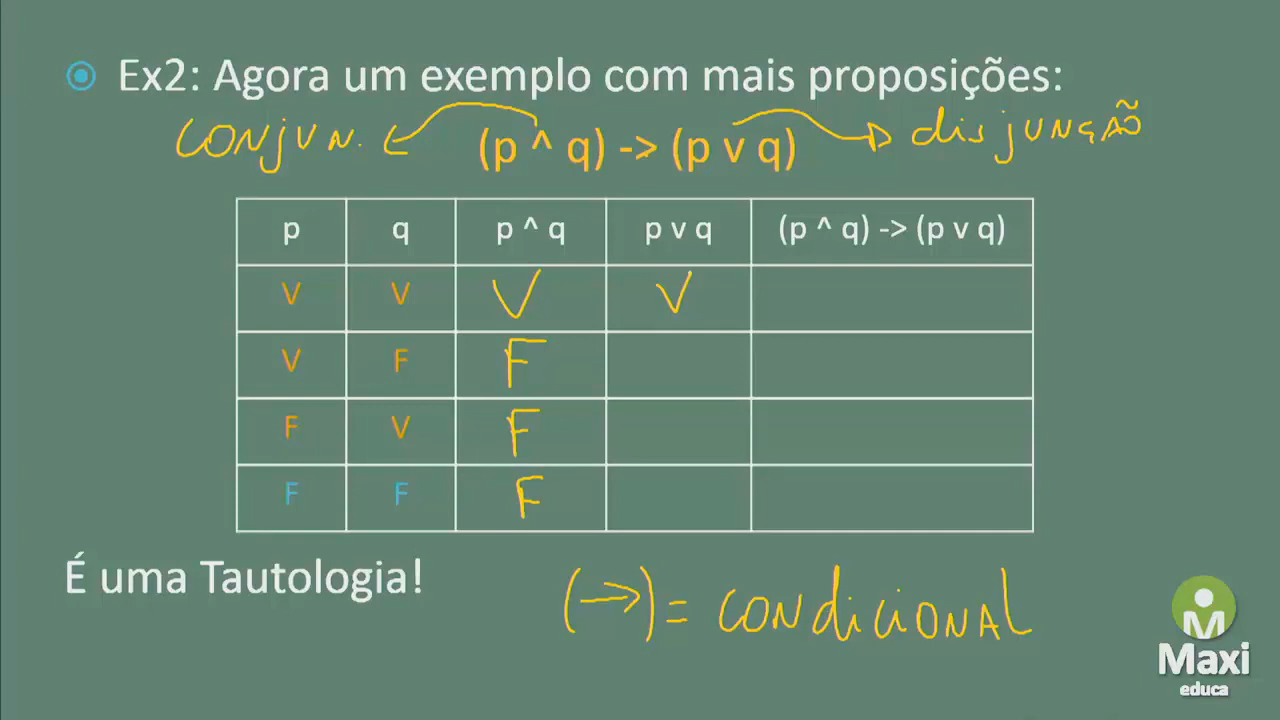 Ex2: Agora um exemplo com mais proposições:
conjun. (p ^ q) -> (p v q) disjunção
p q p ^ q p v q (p ^ q) -> (p v q)
V V V V
V F F
F V F
F F F
É uma Tautologia!
(→) = condicional
Maxi
educa